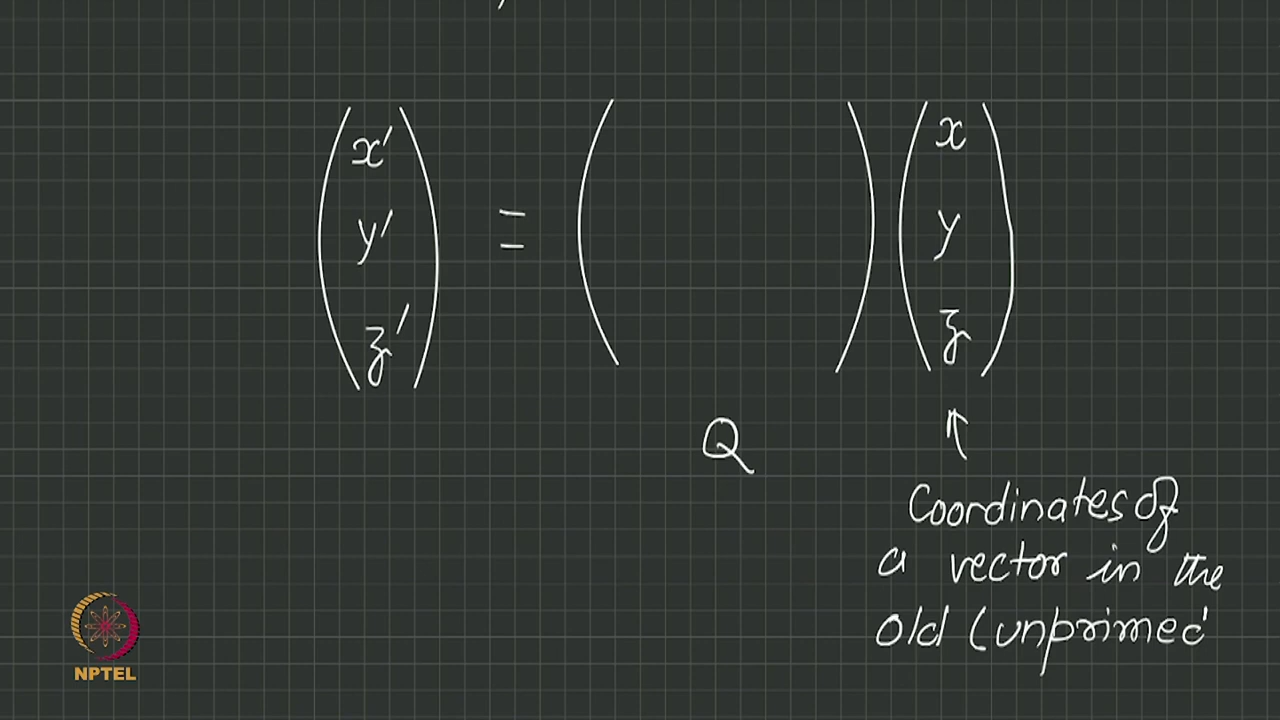 x′ = ( ) x
y′ y
z′ z
Q
Coordinates of
a vector in the
old (unprimed
NPTEL